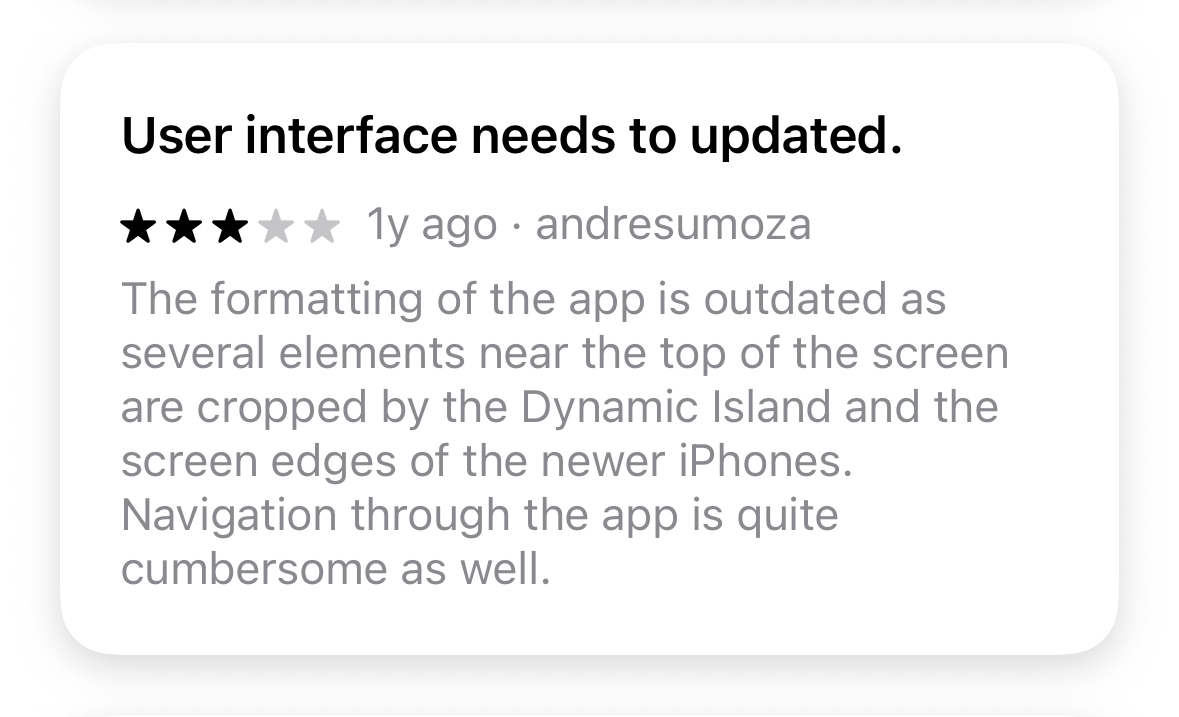 User interface needs to updated.
★★★★★ 1y ago · andresumoza
The formatting of the app is outdated as
several elements near the top of the screen
are cropped by the Dynamic Island and the
screen edges of the newer iPhones.
Navigation through the app is quite
cumbersome as well.